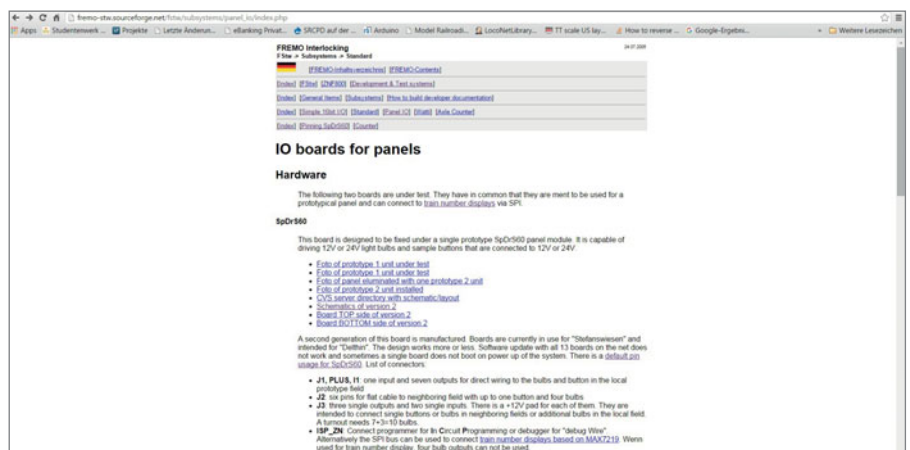 fremo-stw.sourceforge.net/fstw/subsystems/panel_io/index.php
Apps Studentenwerk ... Projekte Letzte Änderun... eBanking Privat... SRCPD auf der ... Arduino Model Railroadi... LocoNetLibrary... TT scale US lay... How to reverse ... Google-Ergebni... » Weitere Lesezeichen
FREMO Interlocking
FStw -> Subsystems -> Standard
[FREMO-Inhaltsverzeichnis] [FREMO-Contents]
[Index] [FStw] [ZNP800] [Development & Test systems]
[Index] [General Items] [Subsystems] [How to build developer documentation]
[Index] [Simple 16bit I/O] [Standard] [Panel IO] [Axle Counter]
[Index] [Pinning SpDrS60] [Counter]
IO boards for panels
Hardware
The following two boards are under test. They have in common that they are ment to be used for a
prototypical panel and can connect to train number displays via SPI.
SpDrS60
This board is designed to be fixed under a single prototype SpDrS60 panel module. It is capable of
driving 12V or 24V light bulbs and sample buttons that are connected to 12V or 24V.
• Foto of prototype 1 unit under test
• Foto of prototype 1 unit under test
• Foto of panel eluminated with one prototype 2 unit
• Foto of prototype 2 unit installed
• CVS server directory with schematic/layout
• Schematics of version 2
• Board TOP side of version 2
• Board BOTTOM side of version 2
A second generation of this board is manufactured. Boards are currently in use for "Stefanswiesen" and
intended for "Delthin". The design works more or less. Software update with all 13 boards on the net does
not work and sometimes a single board does not boot on power up of the system. There is a default pin
usage for SpDrS60. List of connectors:
• J1, PLUS, I1: one input and seven outputs for direct wiring to the bulbs and button in the local
prototype field
• J2: six pins for flat cable to neighboring field with up to one button and four bulbs
• J3: three single outputs and two single inputs. There is a +12V pad for each of them. They are
intended to connect single buttons or bulbs in neighboring fields or additional bulbs in the local field.
A turnout needs 7+3=10 bulbs.
• ISP_ZN: Connect programmer for In Circuit Programming or debugger for "debug Wire".
Alternatively the SPI bus can be used to connect train number displays based on MAX7219. Wenn
used for train number display, four bulb outputs can not be used.